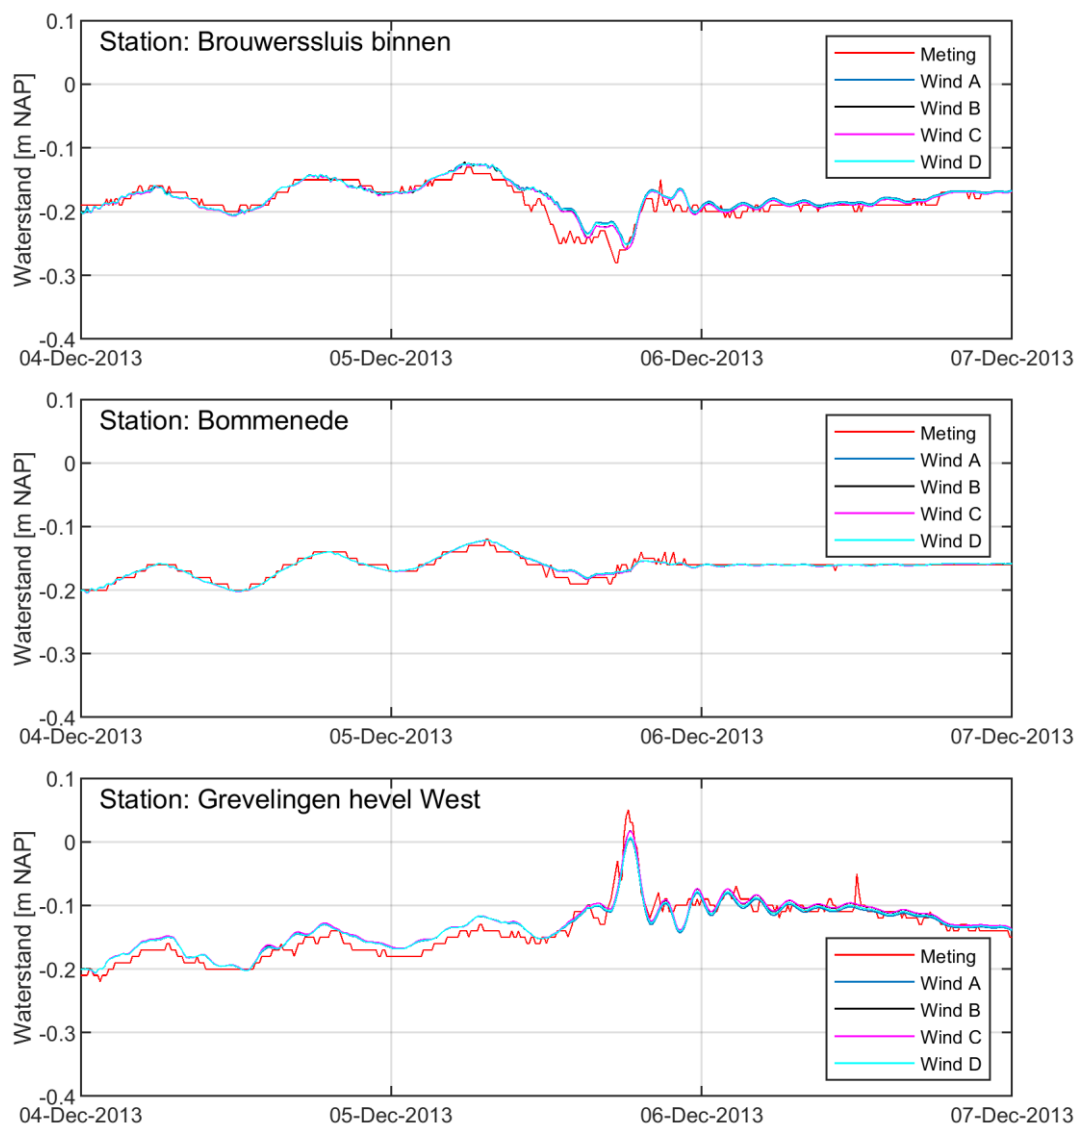 0.1
Station: Brouwerssluis binnen
Meting
Wind A
Wind B
Wind C
Wind D
0
-0.1
-0.2
-0.3
-0.4
Waterstand [m NAP]
04-Dec-2013 05-Dec-2013 06-Dec-2013 07-Dec-2013
0.1
Station: Bommenede
Meting
Wind A
Wind B
Wind C
Wind D
0
-0.1
-0.2
-0.3
-0.4
Waterstand [m NAP]
04-Dec-2013 05-Dec-2013 06-Dec-2013 07-Dec-2013
0.1
Station: Grevelingen hevel West
0
-0.1
-0.2
-0.3
-0.4
Waterstand [m NAP]
Meting
Wind A
Wind B
Wind C
Wind D
04-Dec-2013 05-Dec-2013 06-Dec-2013 07-Dec-2013